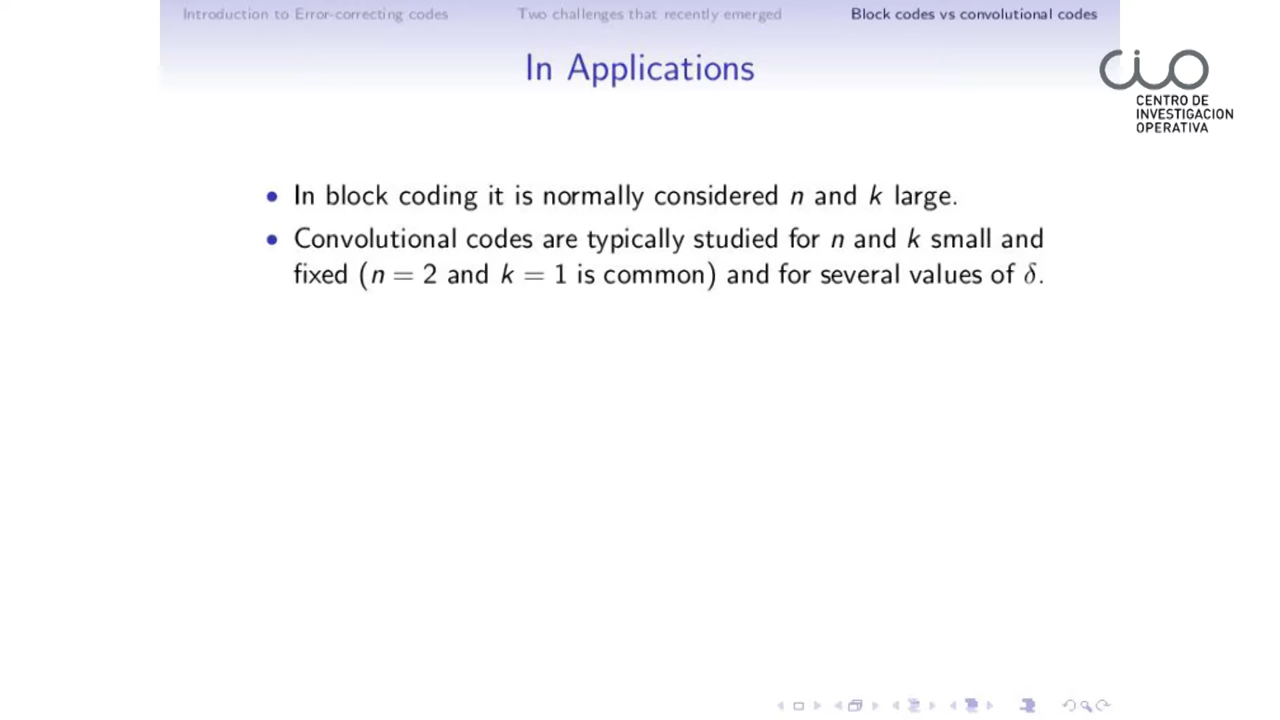 Introduction to Error-correcting codes Two challenges that recently emerged Block codes vs convolutional codes
In Applications
CIO
CENTRO DE
INVESTIGACION
OPERATIVA
• In block coding it is normally considered n and k large.
• Convolutional codes are typically studied for n and k small and
fixed (n = 2 and k = 1 is common) and for several values of δ.